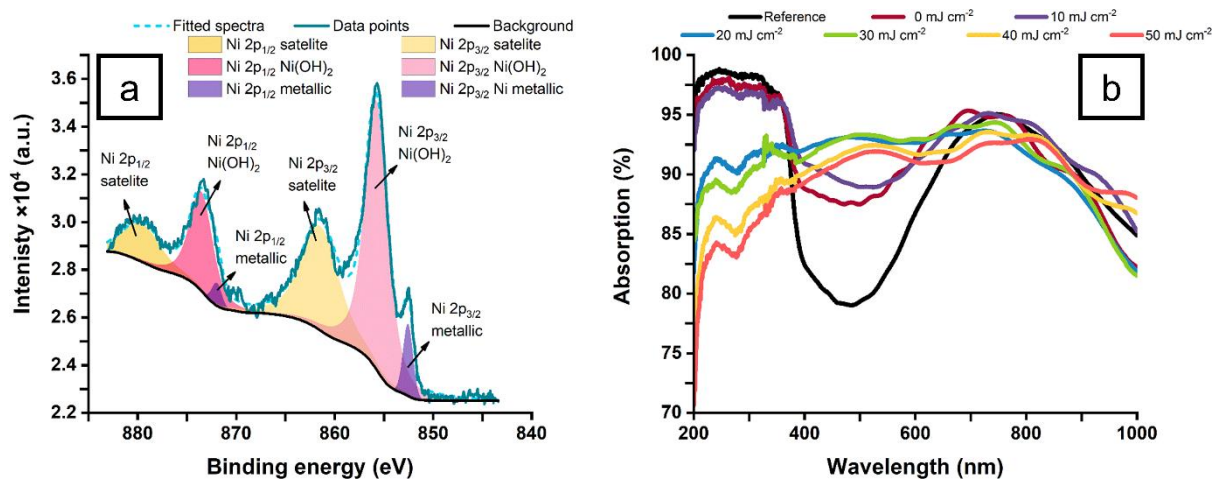 Fitted spectra Data points Background
Ni 2p1/2 satelite Ni 2p3/2 satelite
Ni 2p1/2 Ni(OH)2 Ni 2p3/2 Ni(OH)2
Ni 2p1/2 metallic Ni 2p3/2 Ni metallic
a
Intenisty ×10⁴ (a.u.)
3.6
3.4
3.2
3.0
2.8
2.6
2.4
2.2
Ni 2p1/2
satelite
Ni 2p1/2
Ni(OH)2
Ni 2p1/2
metallic
Ni 2p3/2
satelite
Ni 2p3/2
Ni(OH)2
Ni 2p3/2
metallic
880 870 860 850 840
Binding energy (eV)
Reference 0 mJ cm-2 10 mJ cm-2
20 mJ cm-2 30 mJ cm-2 40 mJ cm-2 50 mJ cm-2
b
Absorption (%)
100
95
90
85
80
75
70
200 400 600 800 1000
Wavelength (nm)